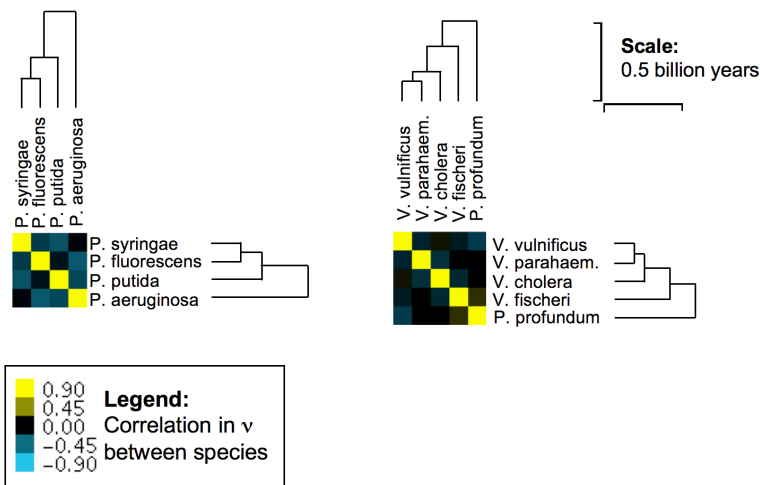 P. syringae
P. fluorescens
P. putida
P. aeruginosa
P. syringae
P. fluorescens
P. putida
P. aeruginosa
V. vulnificus
V. parahaem.
V. cholera
V. fischeri
P. profundum
V. vulnificus
V. parahaem.
V. cholera
V. fischeri
P. profundum
Scale:
0.5 billion years
0.90
0.45
0.00
-0.45
-0.90
Legend:
Correlation in ν
between species